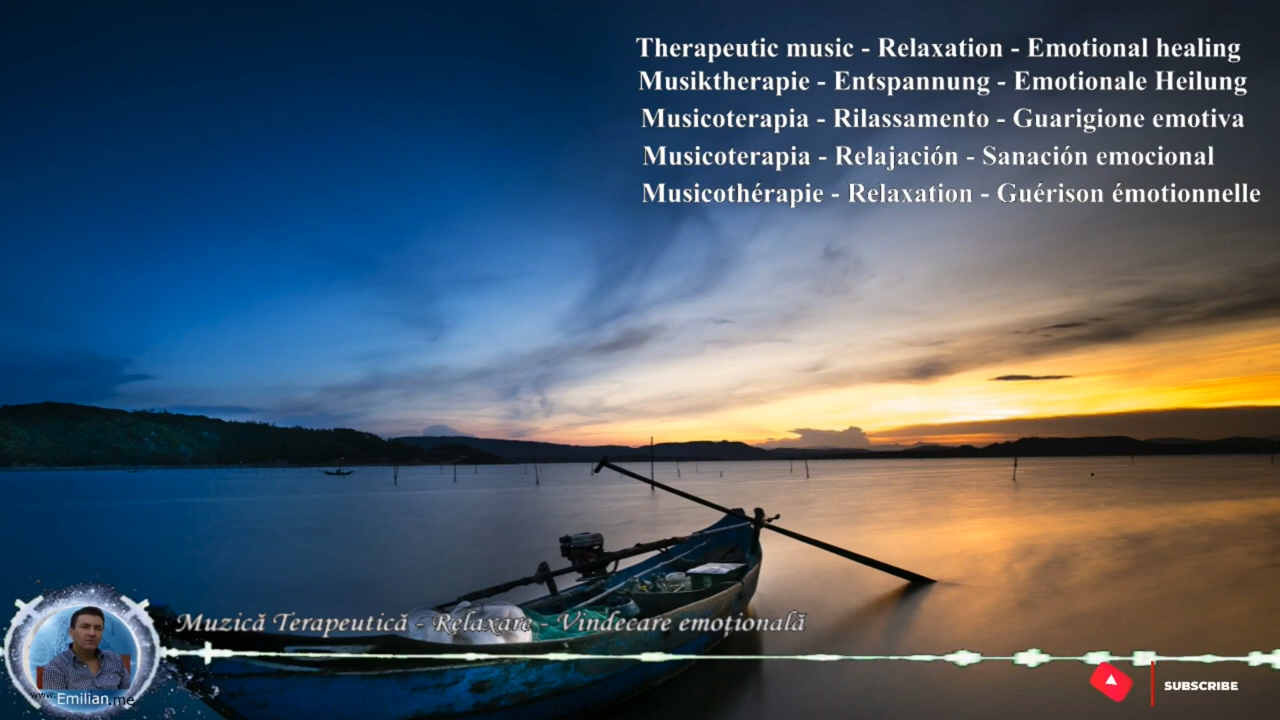 Therapeutic music - Relaxation - Emotional healing
Musiktherapie - Entspannung - Emotionale Heilung
Musicoterapia - Rilassamento - Guarigione emotiva
Musicoterapia - Relajación - Sanación emocional
Musicothérapie - Relaxation - Guérison émotionnelle
Muzică Terapeutică - Relaxare - Vindecare emoțională
www.Emilian.me
SUBSCRIBE